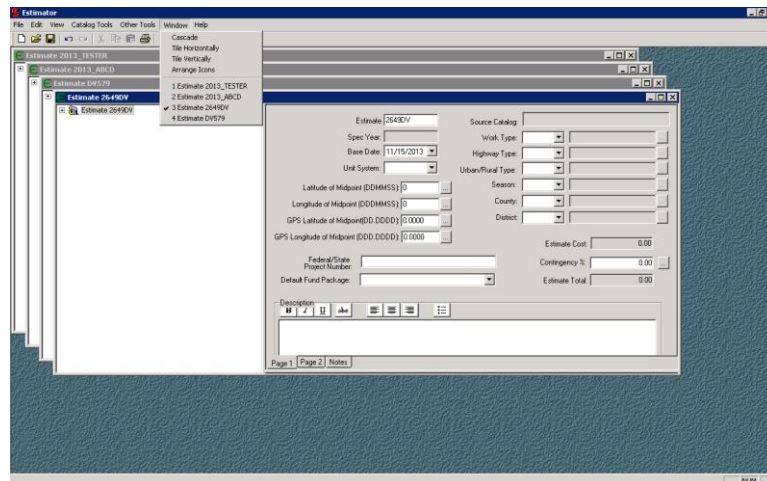 Estimator
File Edit View Catalog Tools Other Tools Window Help
Cascade
Tile Horizontally
Tile Vertically
Arrange Icons
1 Estimate 2013_TESTER
2 Estimate 2013_ABCD
3 Estimate 2649DV
4 Estimate DV579
Estimate 2013_TESTER
Estimate 2013_ABCD
Estimate DV579
Estimate 2649DV
Estimate 2649DV
Estimate 2649DV
Source Catalog:
Spec Year:
Work Type:
Base Date: 11/15/2013
Highway Type:
Unit System:
Urban/Rural Type:
Latitude of Midpoint (DDMMSS): 0
Season:
Longitude of Midpoint (DDDMMSS): 0
County:
GPS Latitude of Midpoint(DD.DDDD): 0.0000
District:
GPS Longitude of Midpoint (DDD.DDDD): 0.0000
Estimate Cost: 0.00
Federal/State Project Number:
Contingency %: 0.00
Default Fund Package:
Estimate Total: 0.00
Description
B I U abc
Page 1 Page 2 Notes
NUM